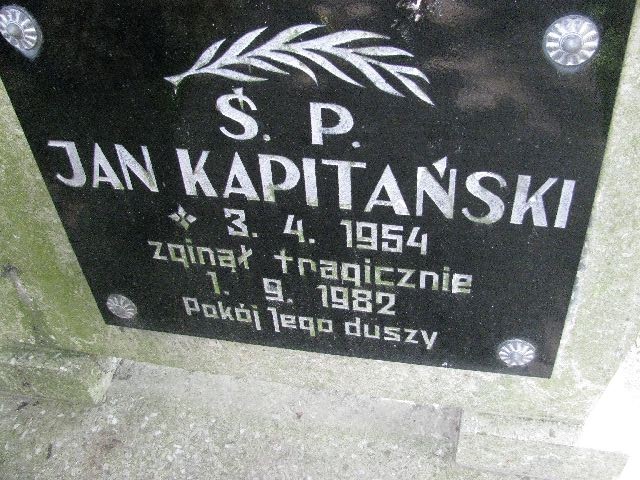 Ś. P.
JAN KAPITAŃSKI
3. 4. 1954
zginął tragicznie
1. 9. 1982
Pokój Jego duszy